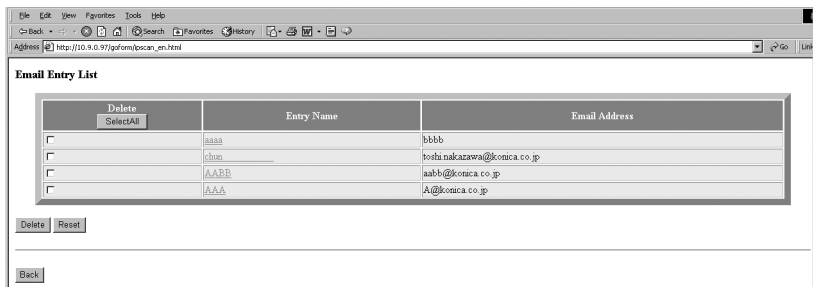 File Edit View Favorites Tools Help
Back Search Favorites History
Address http://10.9.0.97/goform/ipscan_en.html Go Link
Email Entry List
Delete
SelectAll
Entry Name
Email Address
aaaa bbbb
chun toshi.nakazawa@konica.co.jp
AABB aabb@konica.co.jp
AAA A@konica.co.jp
Delete Reset
Back